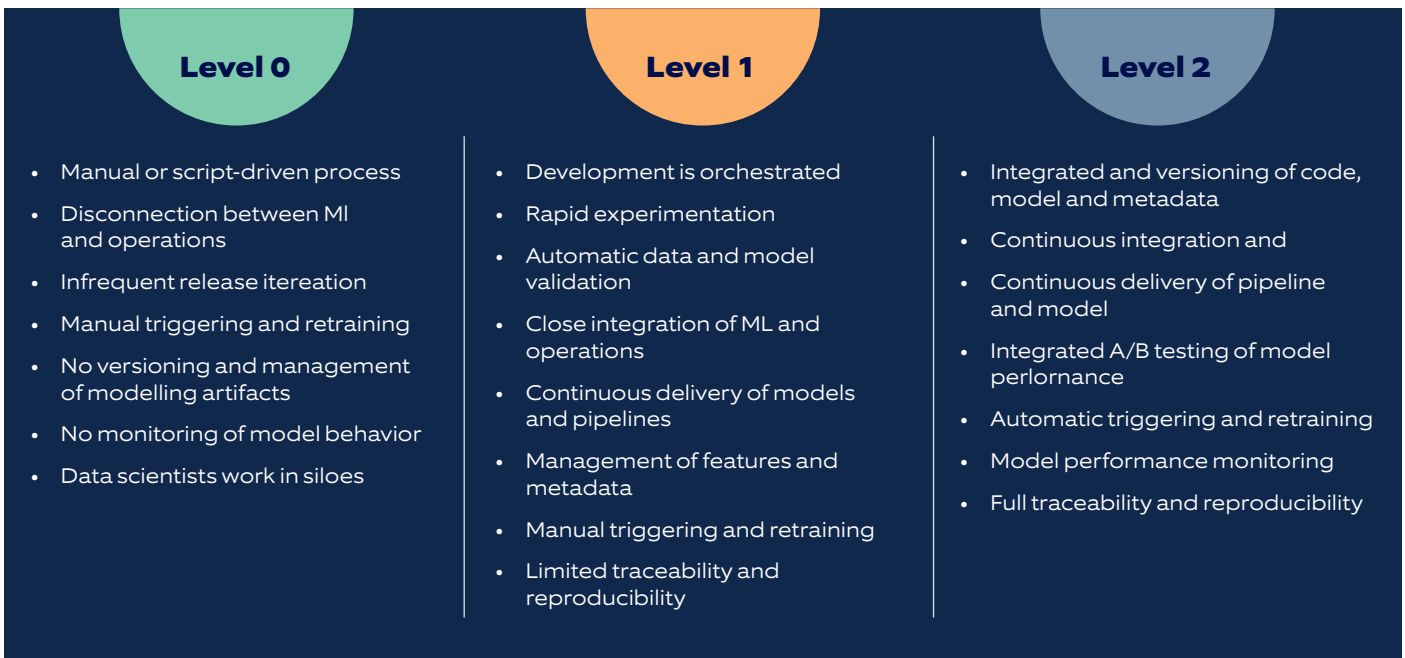 Level 0
• Manual or script-driven process
• Disconnection between Ml
and operations
• Infrequent release itereation
• Manual triggering and retraining
• No versioning and management
of modelling artifacts
• No monitoring of model behavior
• Data scientists work in siloes
Level 1
• Development is orchestrated
• Rapid experimentation
• Automatic data and model
validation
• Close integration of ML and
operations
• Continuous delivery of models
and pipelines
• Management of features and
metadata
• Manual triggering and retraining
• Limited traceability and
reproducibility
Level 2
• Integrated and versioning of code,
model and metadata
• Continuous integration and
• Continuous delivery of pipeline
and model
• Integrated A/B testing of model
perlornance
• Automatic triggering and retraining
• Model performance monitoring
• Full traceability and reproducibility